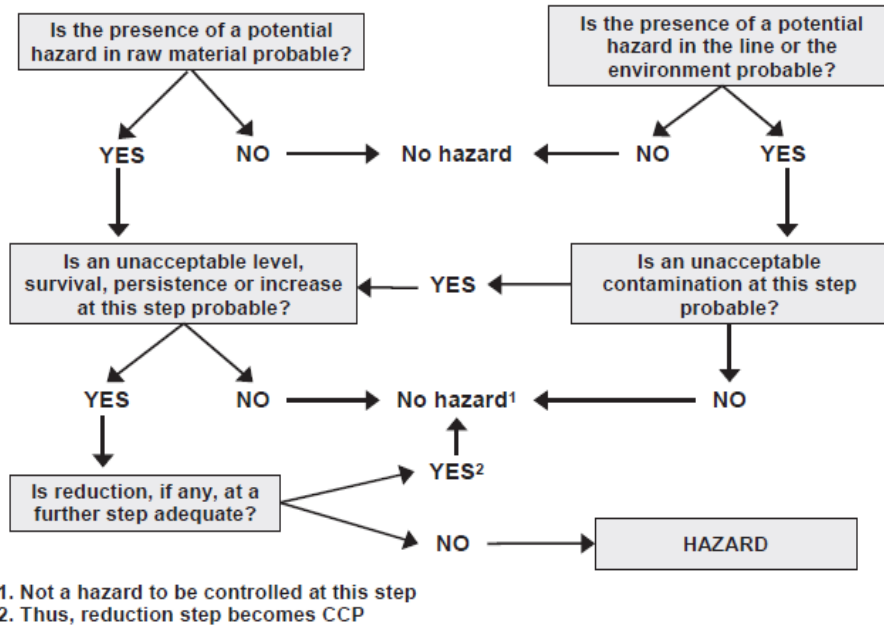 Is the presence of a potential
hazard in raw material probable?
Is the presence of a potential
hazard in the line or the
environment probable?
YES
NO
No hazard
NO
YES
Is an unacceptable level,
survival, persistence or increase
at this step probable?
YES
Is an unacceptable
contamination at this step
probable?
YES
NO
No hazard¹
NO
Is reduction, if any, at a
further step adequate?
YES²
NO
HAZARD
1. Not a hazard to be controlled at this step
2. Thus, reduction step becomes CCP